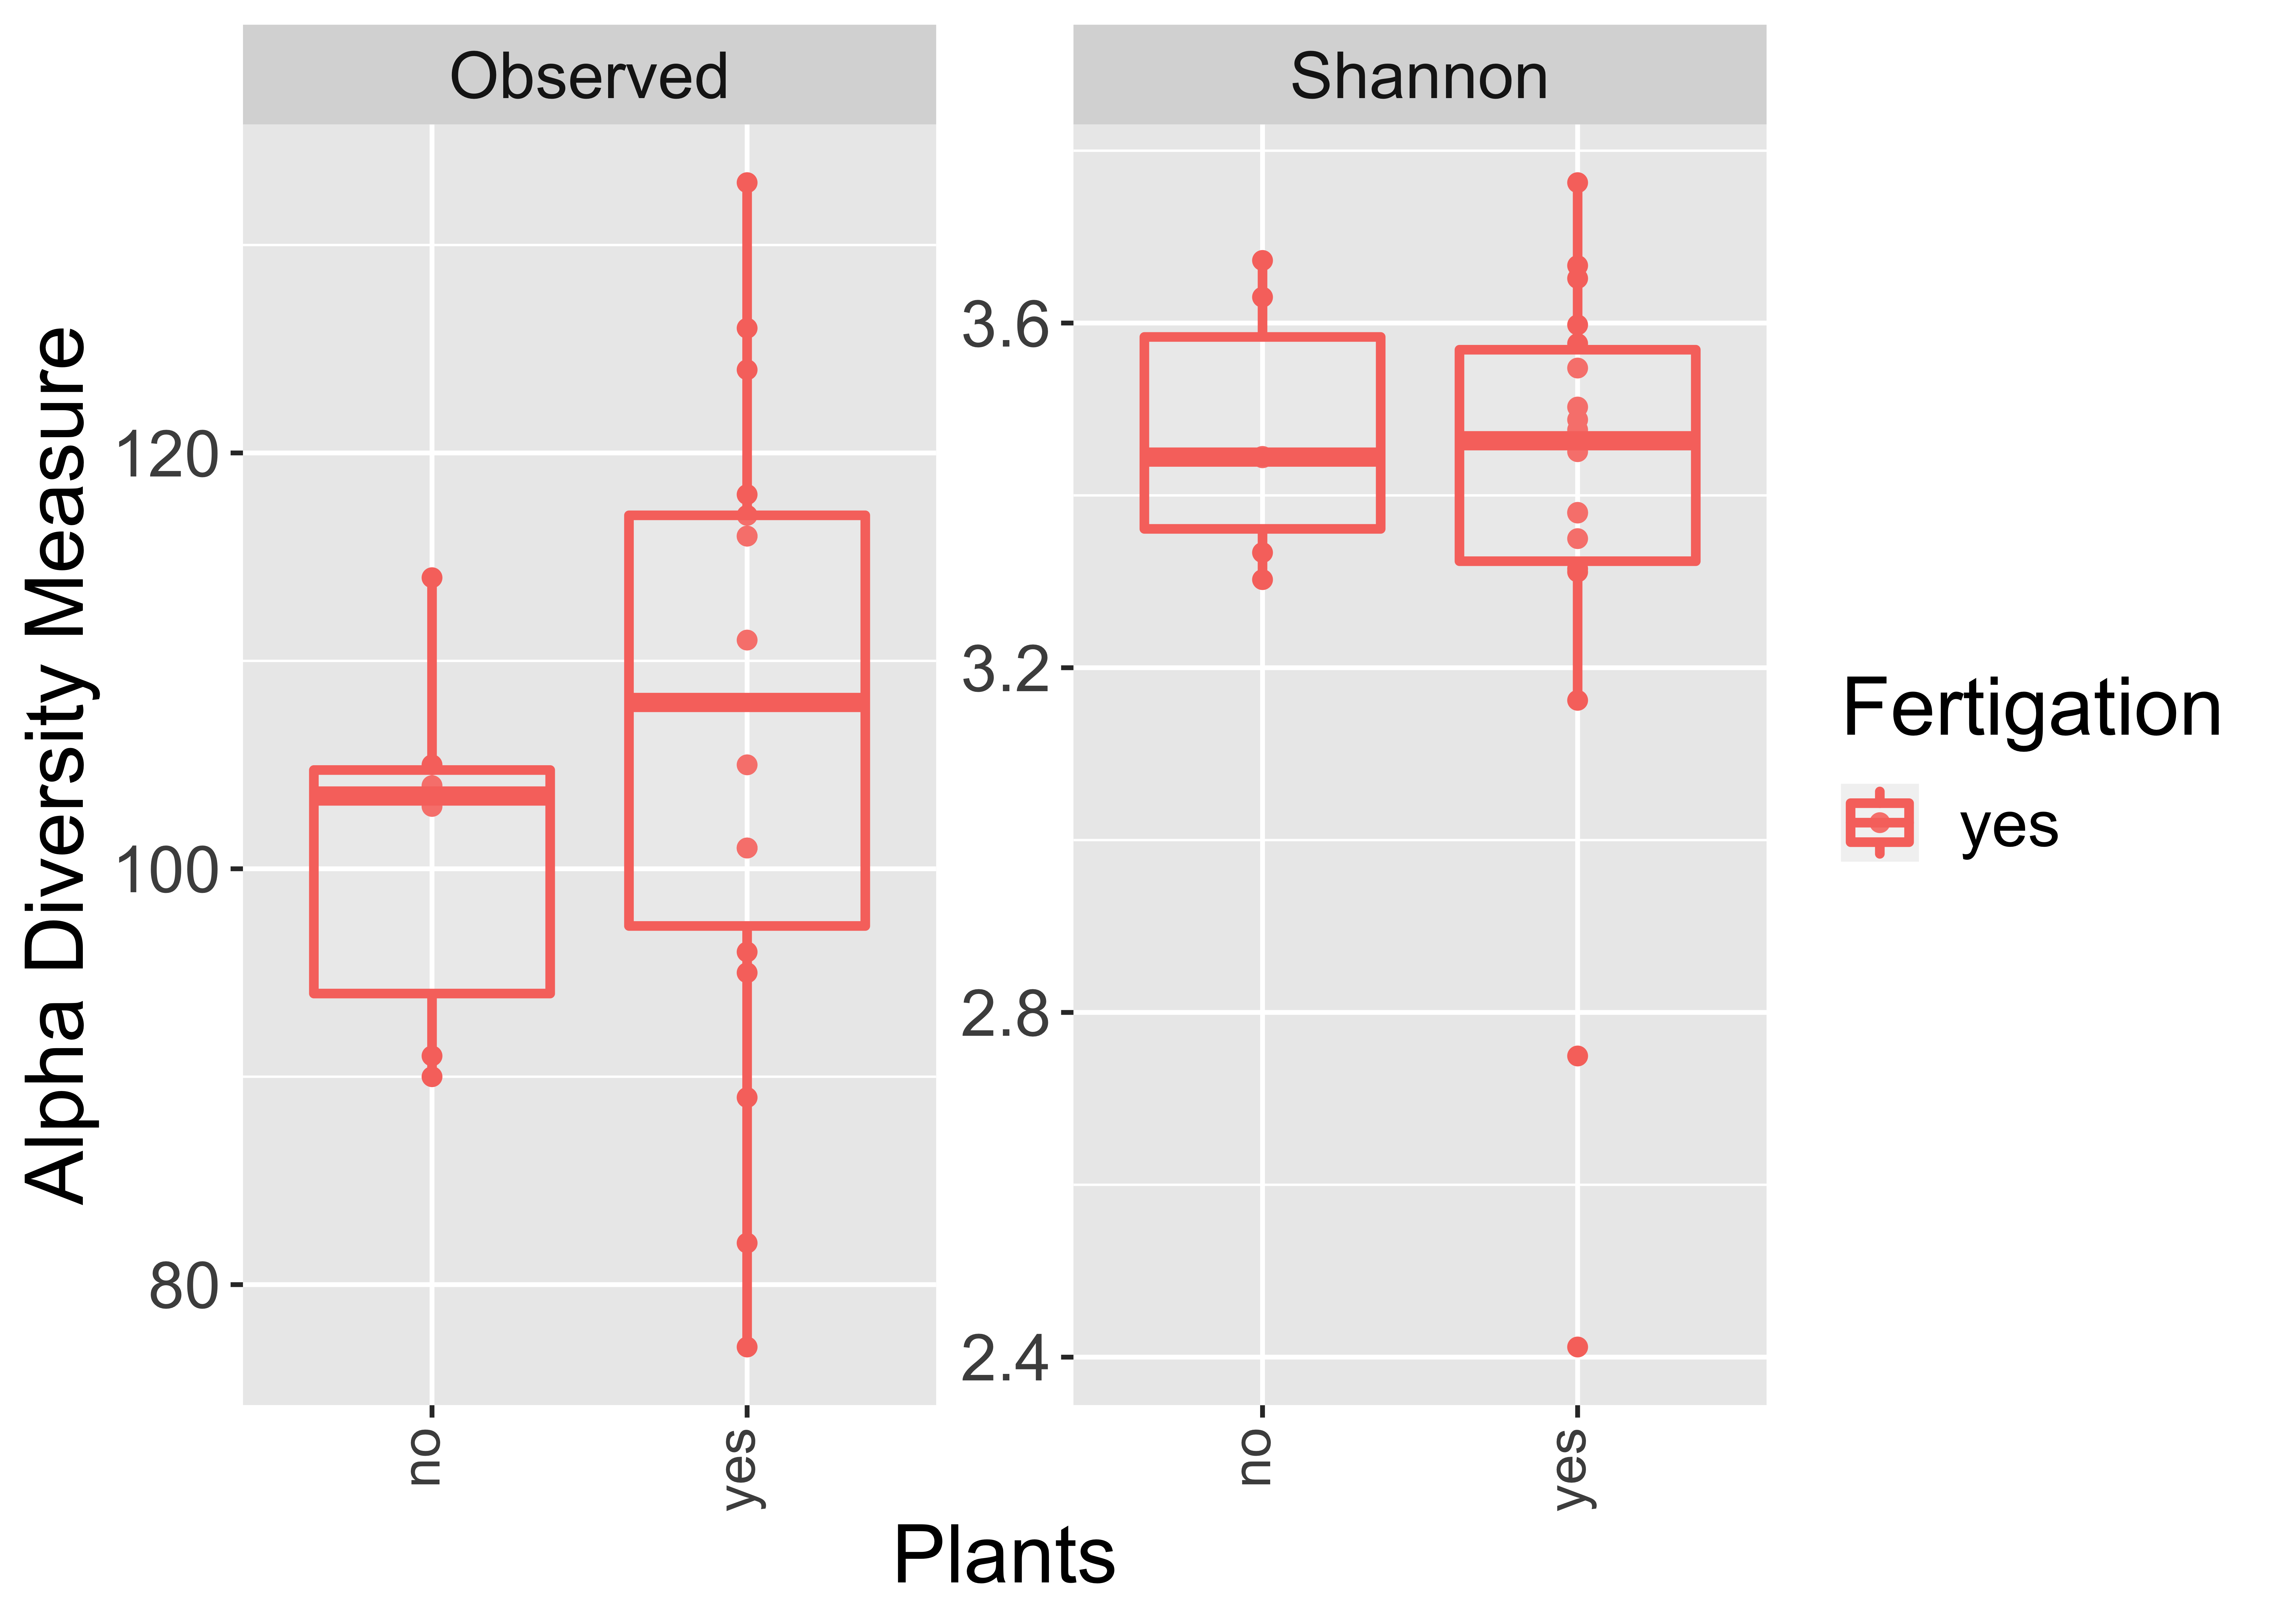 Observed
Shannon
Alpha Diversity Measure
120
100
80
3.6
3.2
2.8
2.4
no
yes
no
yes
Plants
Fertigation
yes